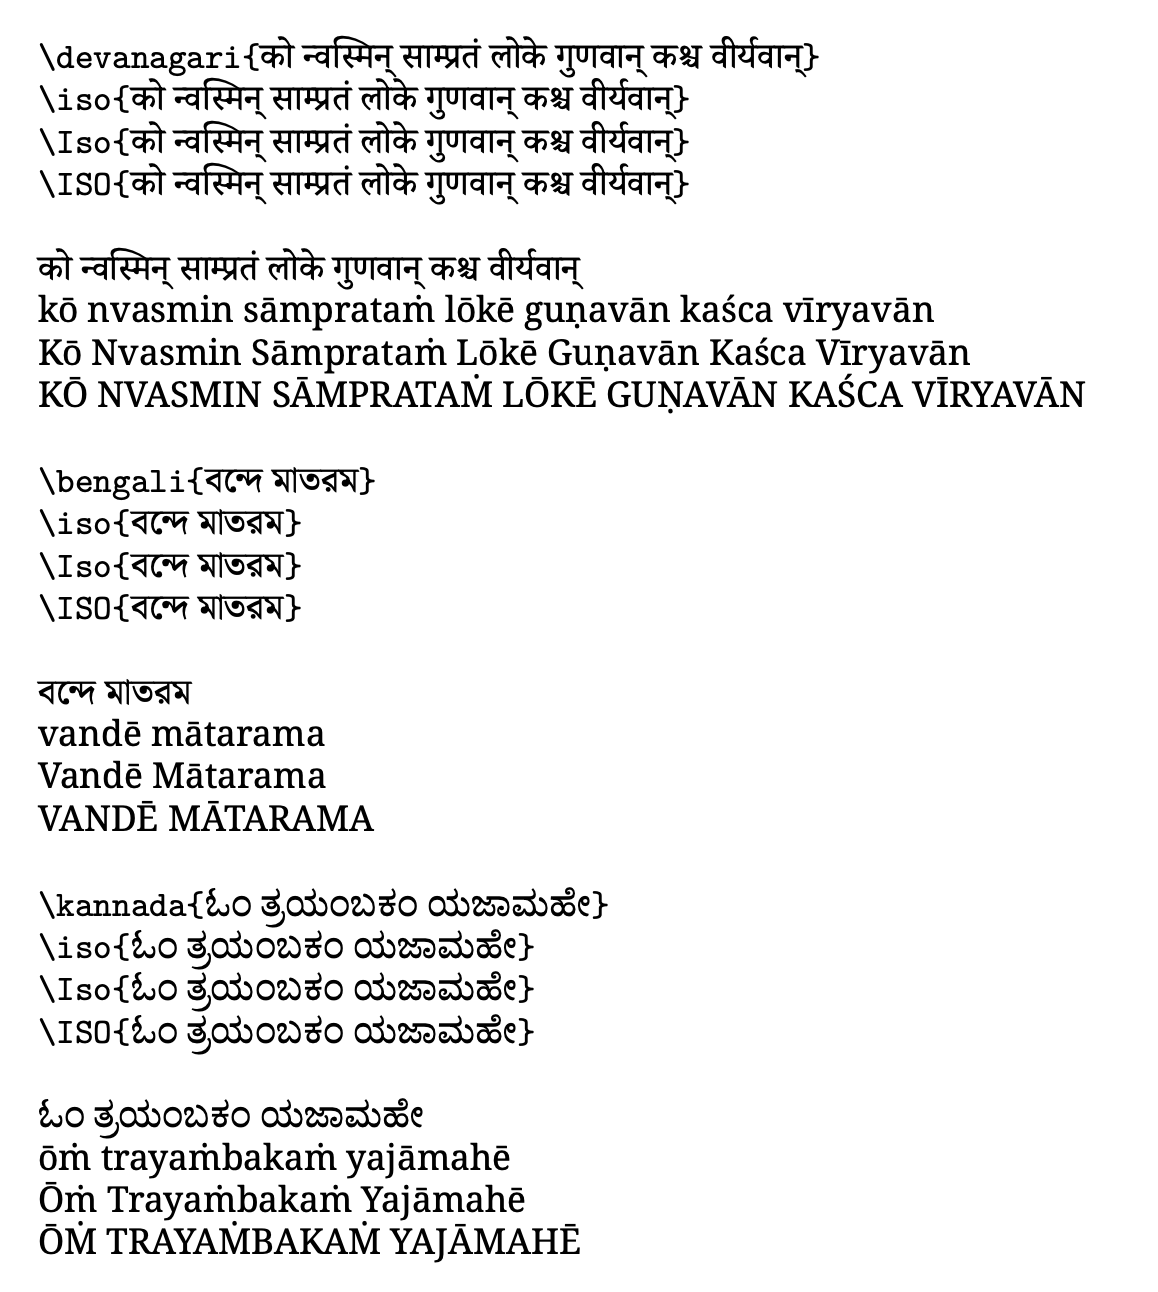 \devanagari{को न्वस्मिन् साम्प्रतं लोके गुणवान् कश्च वीर्यवान्}
\iso{को न्वस्मिन् साम्प्रतं लोके गुणवान् कश्च वीर्यवान्}
\Iso{को न्वस्मिन् साम्प्रतं लोके गुणवान् कश्च वीर्यवान्}
\ISO{को न्वस्मिन् साम्प्रतं लोके गुणवान् कश्च वीर्यवान्}
को न्वस्मिन् साम्प्रतं लोके गुणवान् कश्च वीर्यवान्
kō nvasmin sāmprataṁ lōkē guṇavān kaśca vīryavān
Kō Nvasmin Sāmprataṁ Lōkē Guṇavān Kaśca Vīryavān
KŌ NVASMIN SĀMPRATAṀ LŌKĒ GUṆAVĀN KAŚCA VĪRYAVĀN
\bengali{বন্দে মাতরম}
\iso{বন্দে মাতরম}
\Iso{বন্দে মাতরম}
\ISO{বন্দে মাতরম}
বন্দে মাতরম
vandē mātarama
Vandē Mātarama
VANDĒ MĀTARAMA
\kannada{ಓಂ ತ್ರಯಂಬಕಂ ಯಜಾಮಹೇ}
\iso{ಓಂ ತ್ರಯಂಬಕಂ ಯಜಾಮಹೇ}
\Iso{ಓಂ ತ್ರಯಂಬಕಂ ಯಜಾಮಹೇ}
\ISO{ಓಂ ತ್ರಯಂಬಕಂ ಯಜಾಮಹೇ}
ಓಂ ತ್ರಯಂಬಕಂ ಯಜಾಮಹೇ
ōṁ trayaṁbakaṁ yajāmahē
Ōṁ Trayaṁbakaṁ Yajāmahē
ŌṀ TRAYAṀBAKAṀ YAJĀMAHĒ